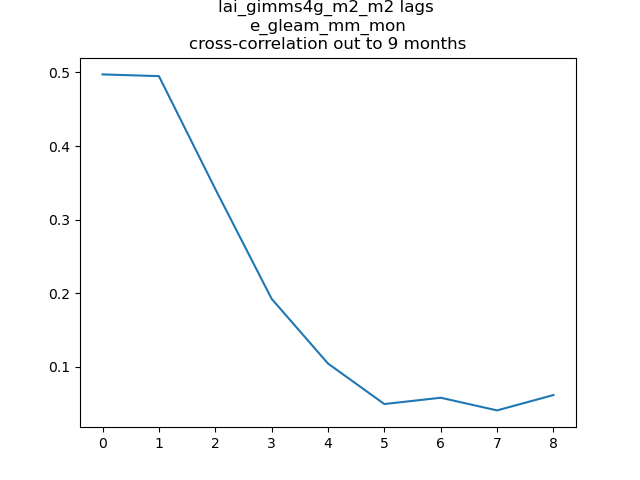 lai_gimms4g_m2_m2 lags
e_gleam_mm_mon
cross-correlation out to 9 months
0.5
0.4
0.3
0.2
0.1
0 1 2 3 4 5 6 7 8